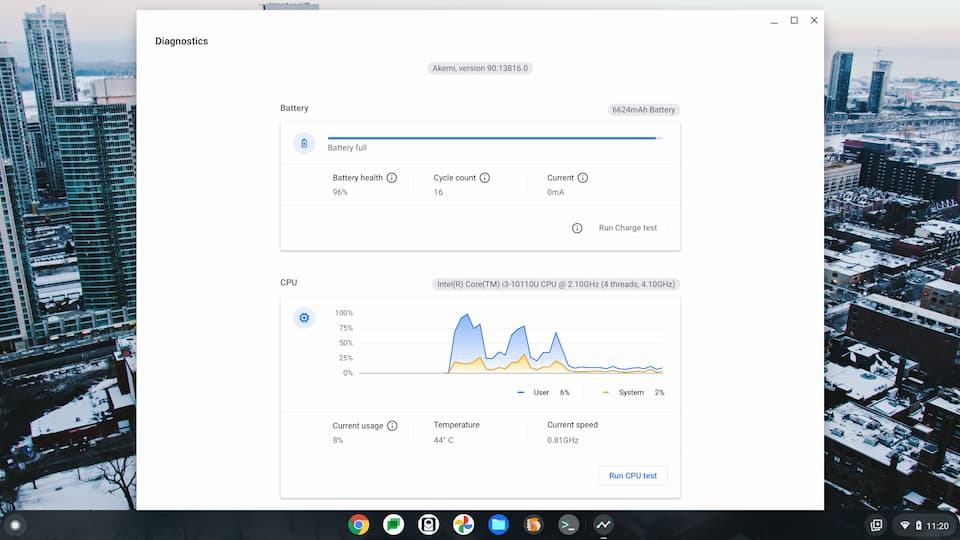 Diagnostics
Akemi, version 90.13816.0
Battery
6624mAh Battery
Battery full
Battery health Cycle count Current
96% 16 0mA
Run Charge test
CPU
Intel(R) Core(TM) i3-10110U CPU @ 2.10GHz (4 threads, 4.10GHz)
100%
75%
50%
25%
0%
User 6% System 2%
Current usage Temperature Current speed
8% 44° C 0.81GHz
Run CPU test
11:20